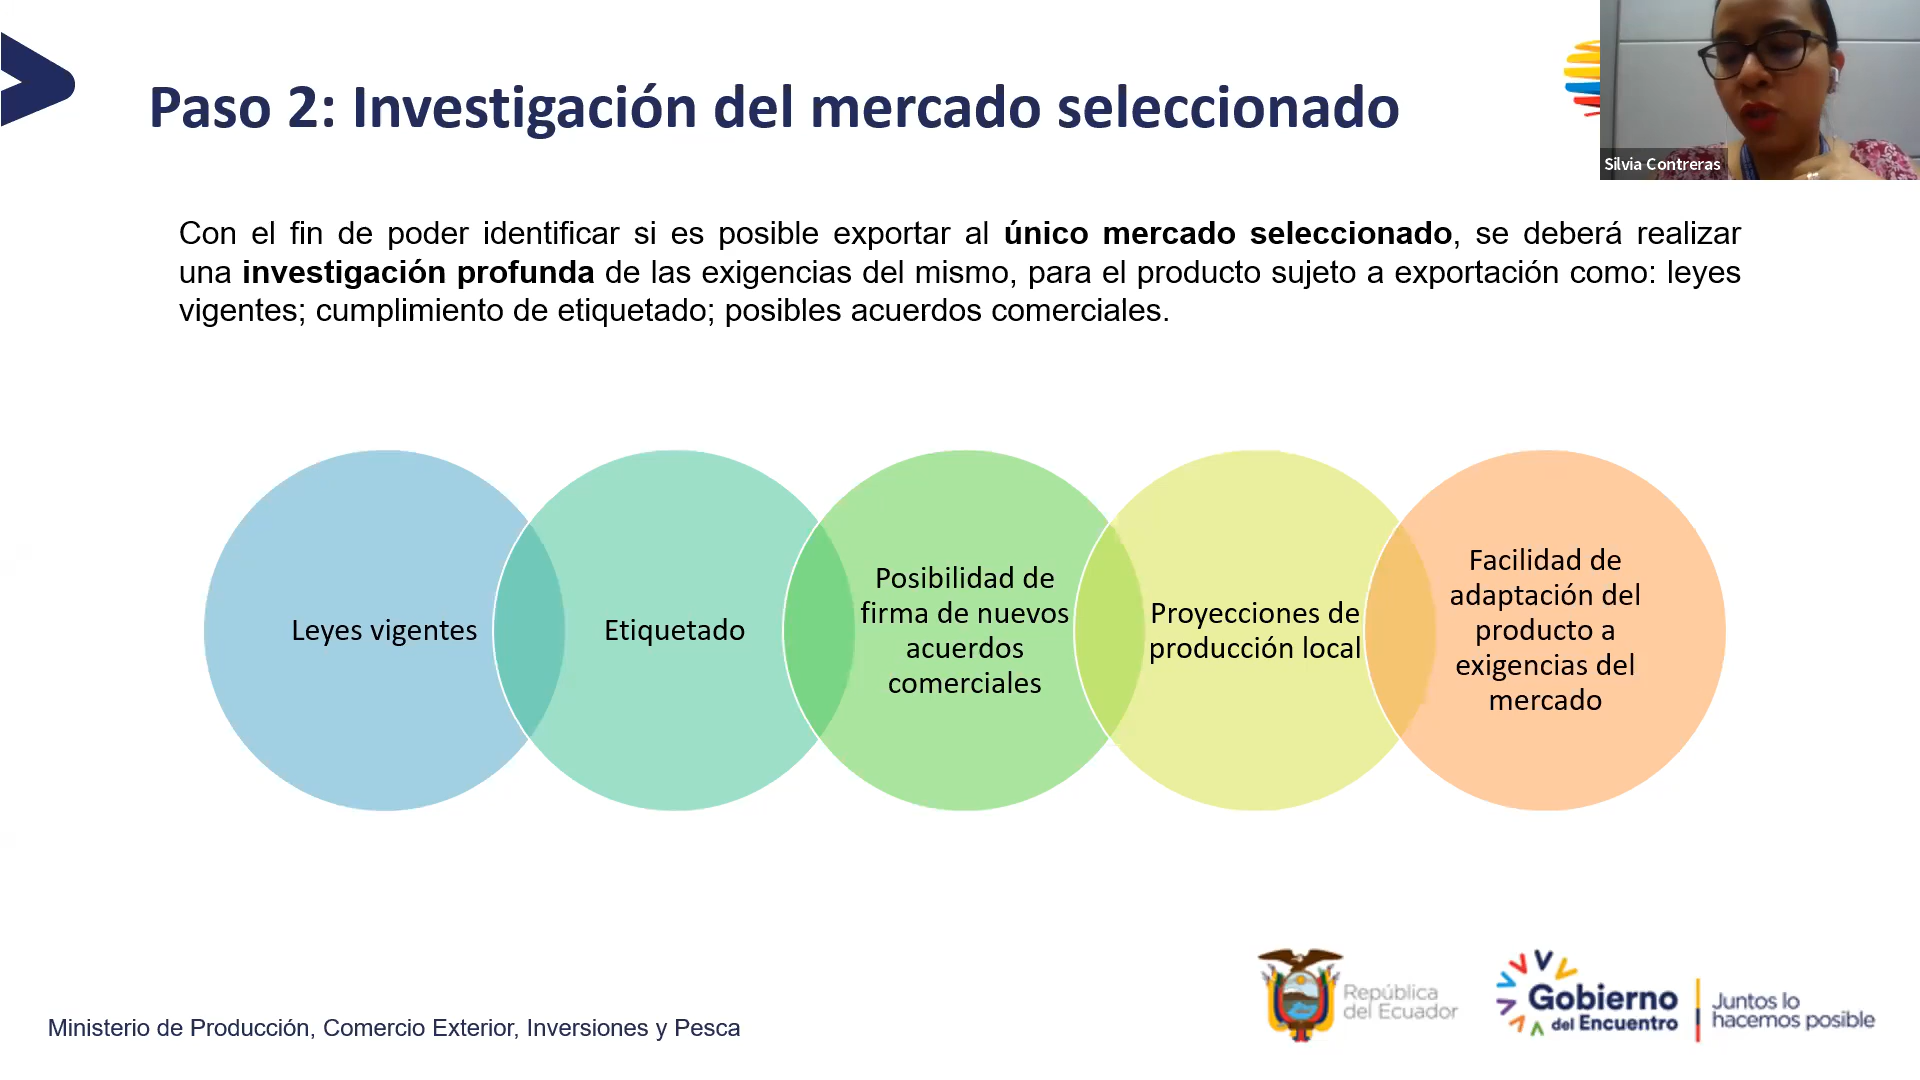 Paso 2: Investigación del mercado seleccionado
Silvia Contreras
Con el fin de poder identificar si es posible exportar al único mercado seleccionado, se deberá realizar
una investigación profunda de las exigencias del mismo, para el producto sujeto a exportación como: leyes
vigentes; cumplimiento de etiquetado; posibles acuerdos comerciales.
Leyes vigentes
Etiquetado
Posibilidad de
firma de nuevos
acuerdos
comerciales
Proyecciones de
producción local
Facilidad de
adaptación del
producto a
exigencias del
mercado
República
del Ecuador
Gobierno
del Encuentro
Juntos lo
hacemos posible
Ministerio de Producción, Comercio Exterior, Inversiones y Pesca